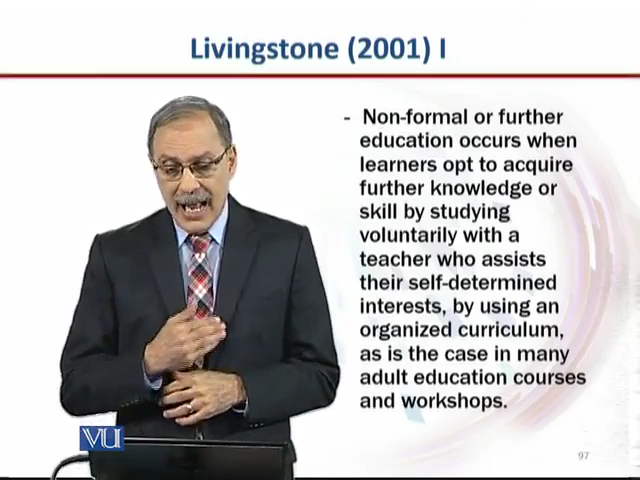 Livingstone (2001) I
- Non-formal or further
education occurs when
learners opt to acquire
further knowledge or
skill by studying
voluntarily with a
teacher who assists
their self-determined
interests, by using an
organized curriculum,
as is the case in many
adult education courses
and workshops.
VU
97